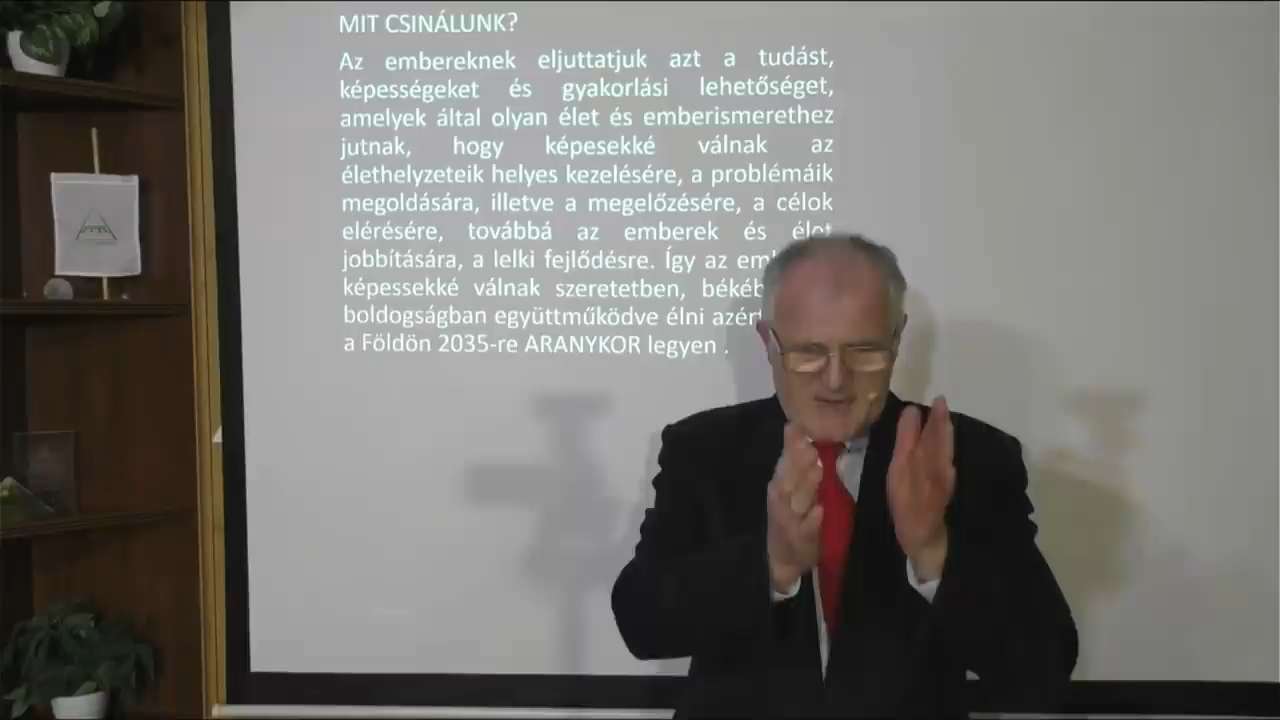 MIT CSINÁLUNK?
Az embereknek eljuttatjuk azt a tudást,
képességeket és gyakorlási lehetőséget,
amelyek által olyan élet és emberismerethez
jutnak, hogy képesekké válnak az
élethelyzeteik helyes kezelésére, a problémáik
megoldására, illetve a megelőzésére, a célok
elérésére, továbbá az emberek és élet
jobbítására, a lelki fejlődésre. Így az
képessekké válnak szeretetben,
boldogságban együttműködve élni
a Földön 2035-re ARANYKOR legyen .